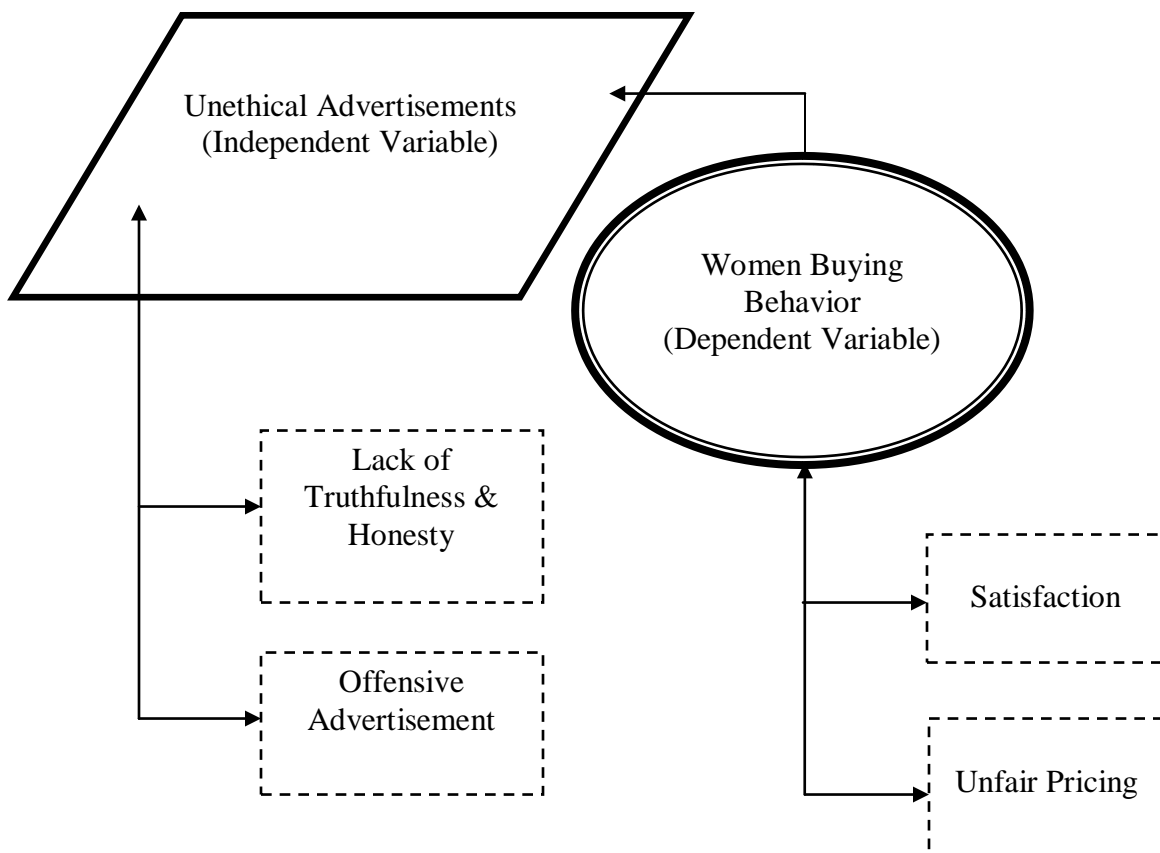 Unethical Advertisements
(Independent Variable)
Women Buying
Behavior
(Dependent Variable)
Lack of
Truthfulness &
Honesty
Offensive
Advertisement
Satisfaction
Unfair Pricing